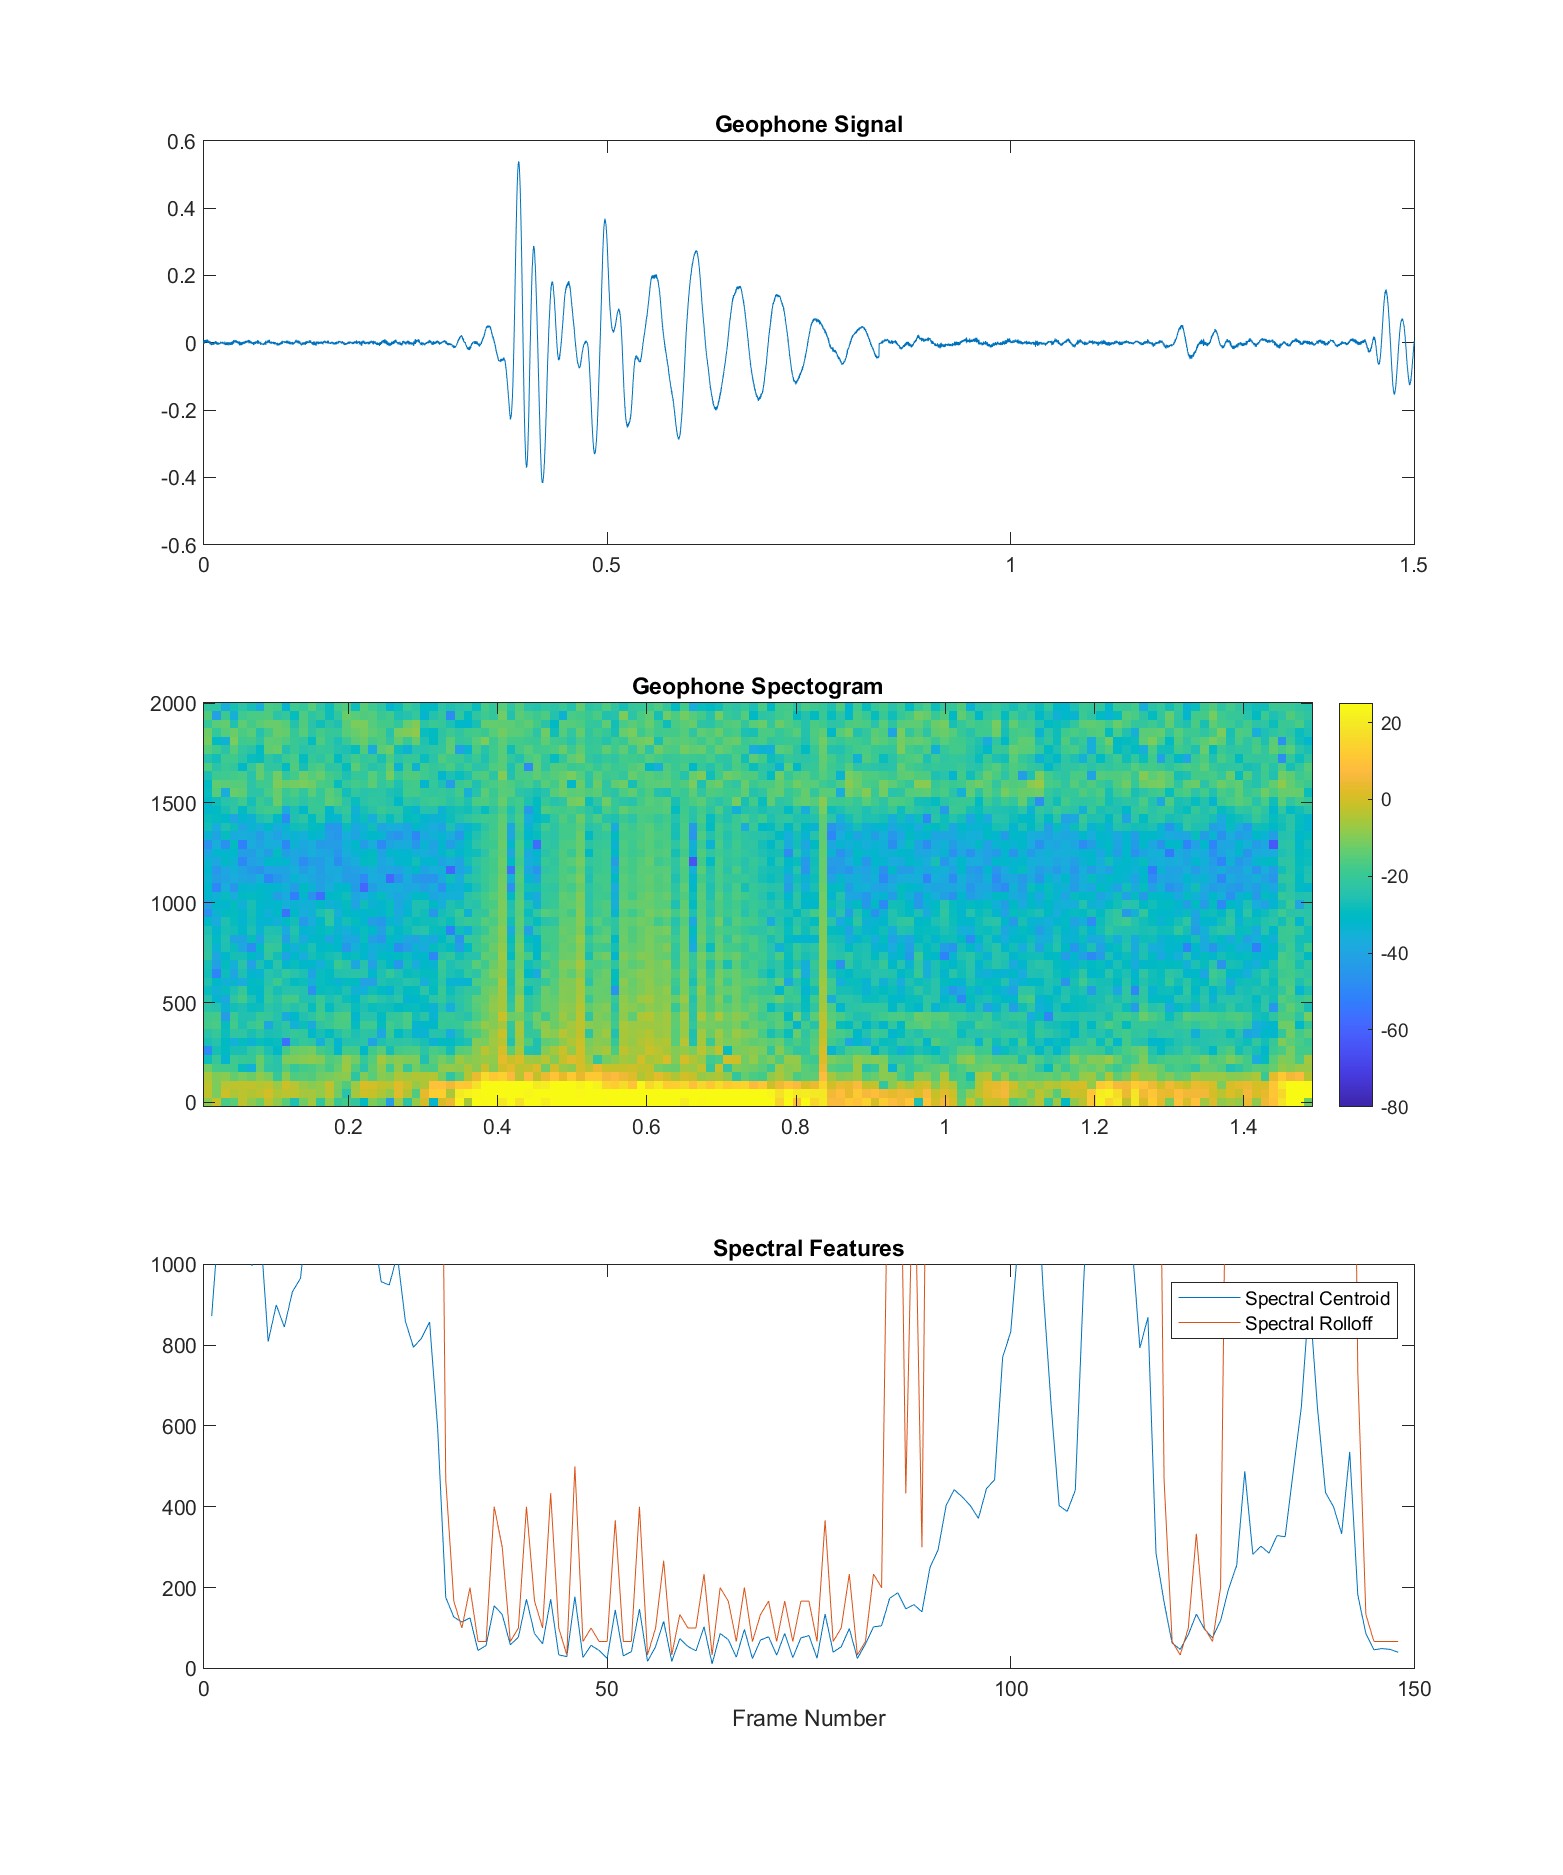 Geophone Signal
0.6
0.4
0.2
0
-0.2
-0.4
-0.6
0 0.5 1 1.5
Geophone Spectogram
2000
1500
1000
500
0
0.2 0.4 0.6 0.8 1 1.2 1.4
20
0
-20
-40
-60
-80
Spectral Features
1000
800
600
400
200
0
Spectral Centroid
Spectral Rolloff
0 50 100 150
Frame Number